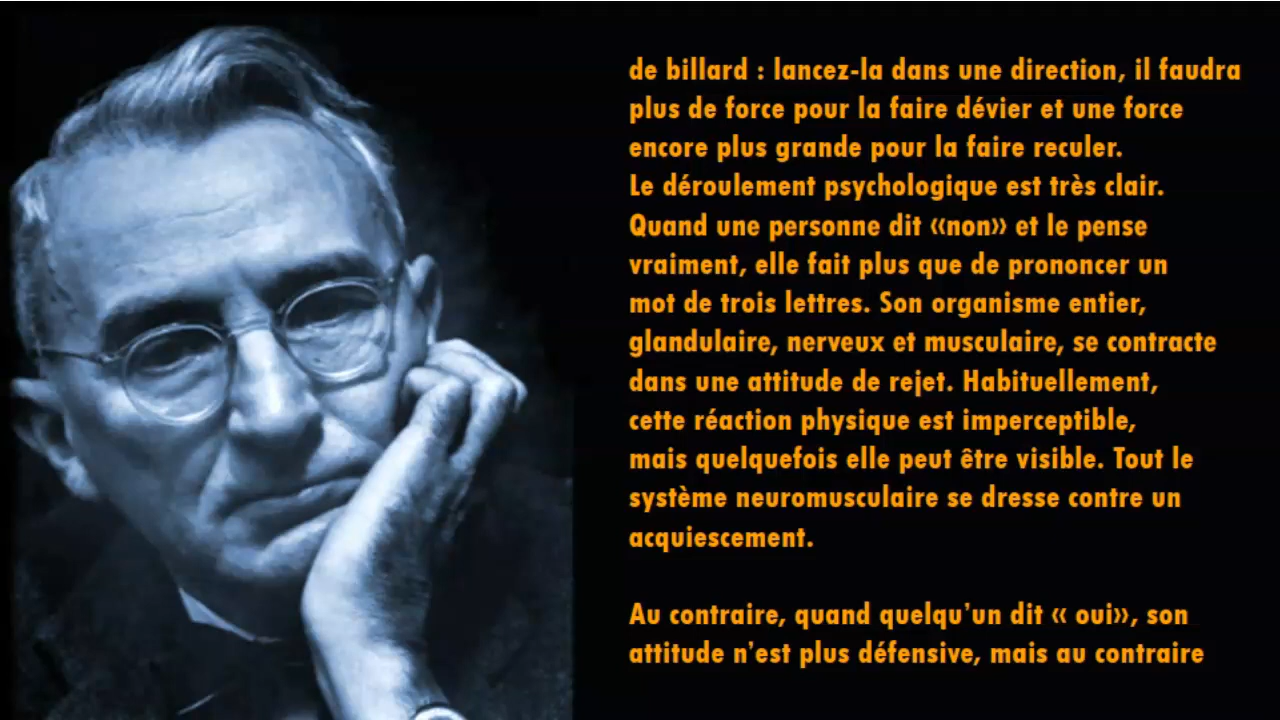 de billard : lancez-la dans une direction, il faudra
plus de force pour la faire dévier et une force
encore plus grande pour la faire reculer.
Le déroulement psychologique est très clair.
Quand une personne dit «non» et le pense
vraiment, elle fait plus que de prononcer un
mot de trois lettres. Son organisme entier,
glandulaire, nerveux et musculaire, se contracte
dans une attitude de rejet. Habituellement,
cette réaction physique est imperceptible,
mais quelquefois elle peut être visible. Tout le
système neuromusculaire se dresse contre un
acquiescement.
Au contraire, quand quelqu’un dit « oui», son
attitude n’est plus défensive, mais au contraire